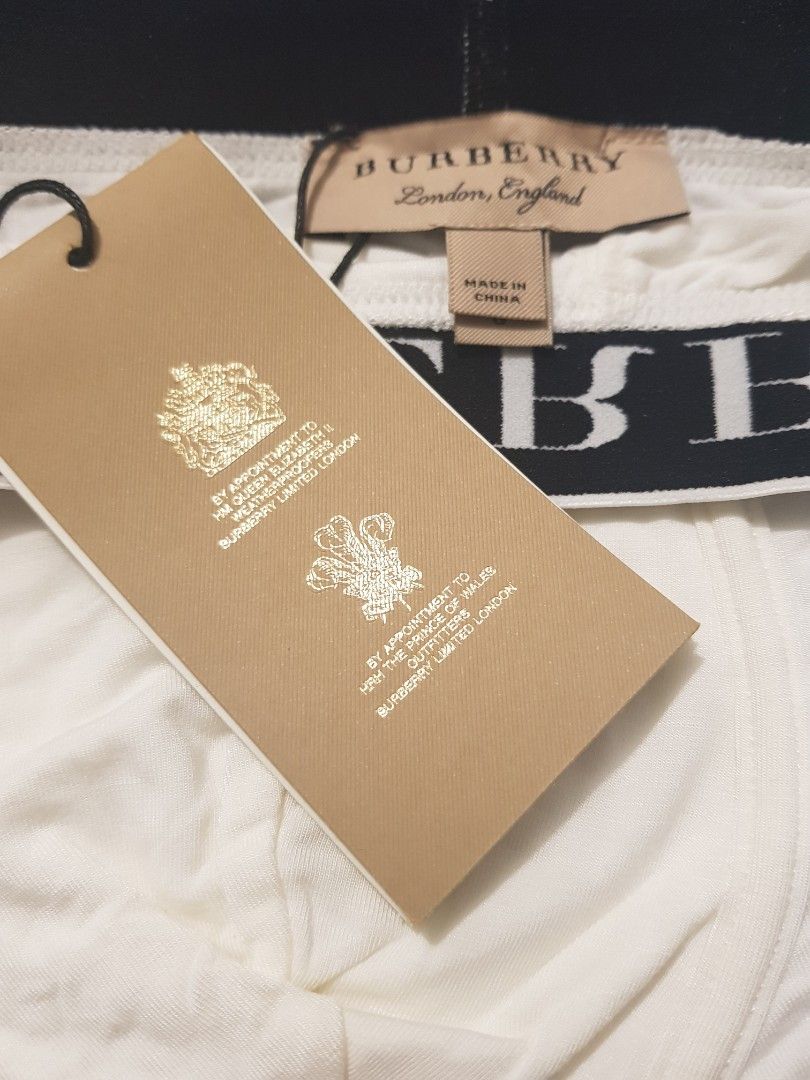 BURBERRY
London, England
MADE IN
CHINA
BY APPOINTMENT TO
HM QUEEN ELIZABETH II
WEATHERPROOFERS
BURBERRY LIMITED LONDON
BY APPOINTMENT TO
HRH THE PRINCE OF WALES
OUTFITTERS
BURBERRY LIMITED LONDON